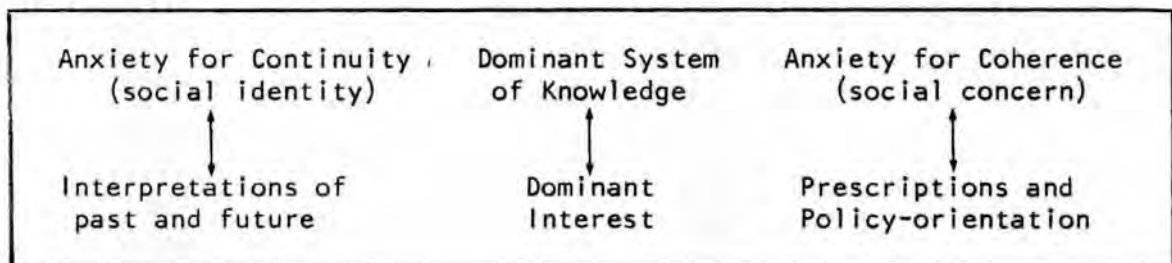 Anxiety for Continuity Dominant System Anxiety for Coherence
(social identity) of Knowledge (social concern)
Interpretations of Dominant Prescriptions and
past and future Interest Policy-orientation